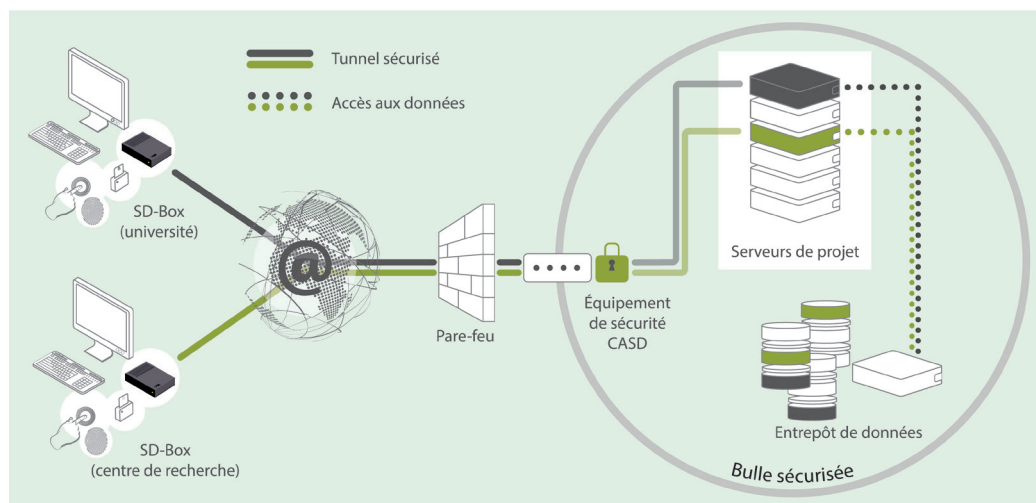 Tunnel sécurisé
Accès aux données
SD-Box
(université)
@
Serveurs de projet
Pare-feu
Équipement
de sécurité
CASD
SD-Box
(centre de recherche)
Entrepôt de données
Bulle sécurisée